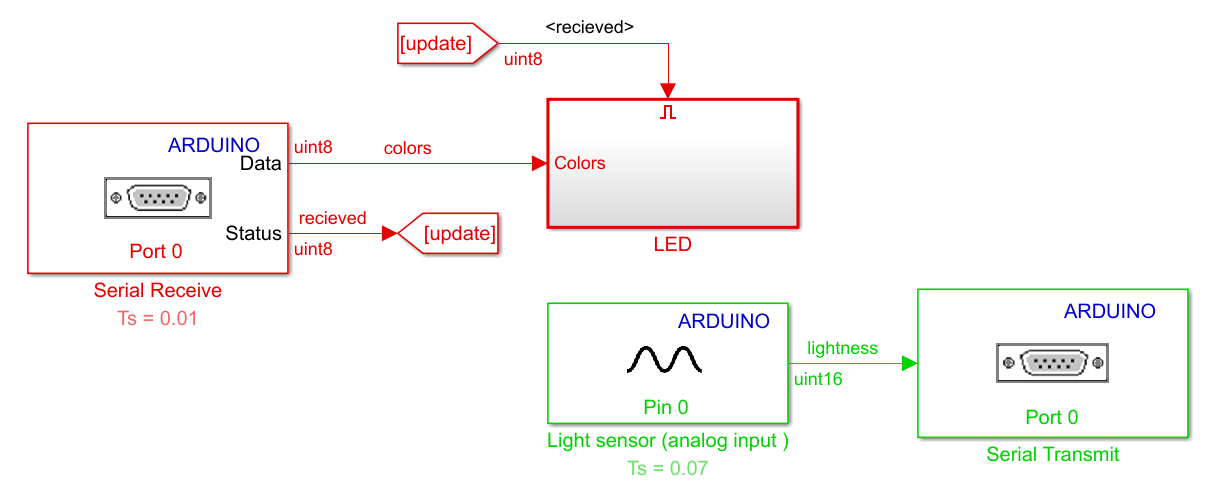 <recieved>
[update]
uint8
ARDUINO
Data
uint8
colors
Colors
Status
recieved
uint8
[update]
Port 0
LED
Serial Receive
Ts = 0.01
ARDUINO
Pin 0
Light sensor (analog input )
Ts = 0.07
lightness
uint16
ARDUINO
Port 0
Serial Transmit